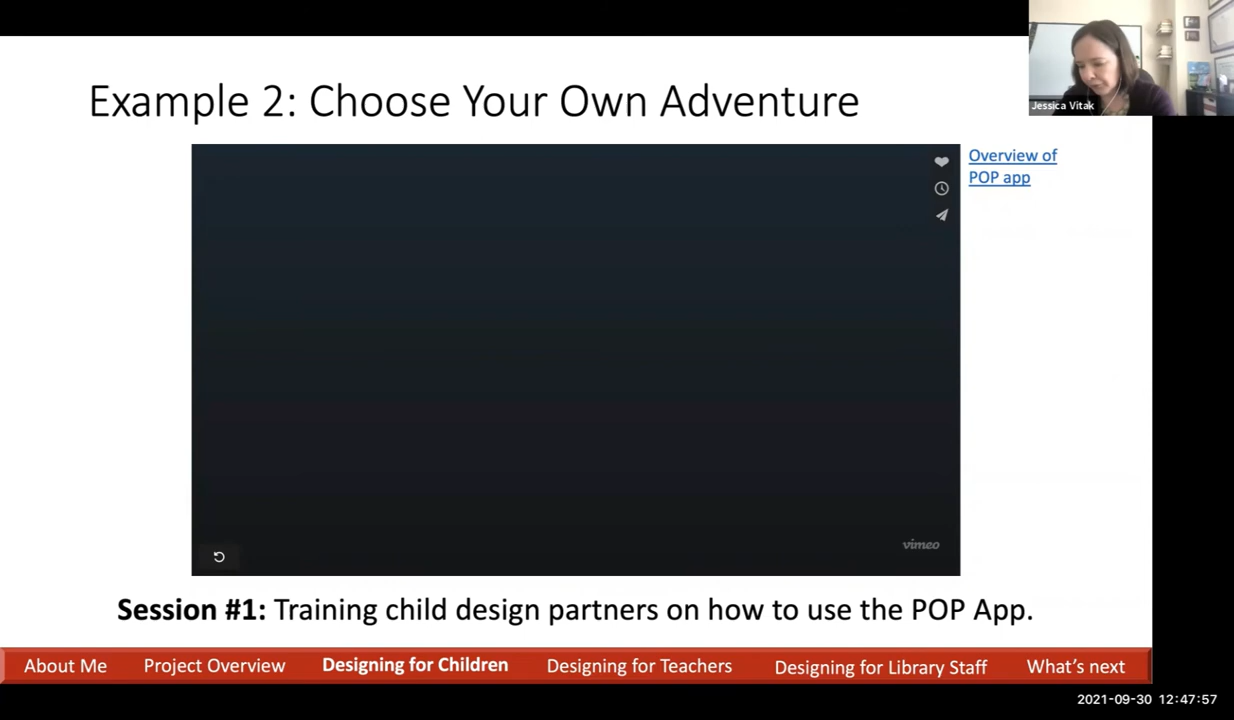 Example 2: Choose Your Own Adventure
Jessica Vitak
Overview of
POP app
vimeo
Session #1: Training child design partners on how to use the POP App.
About Me Project Overview Designing for Children Designing for Teachers Designing for Library Staff What's next
2021-09-30 12:47:57